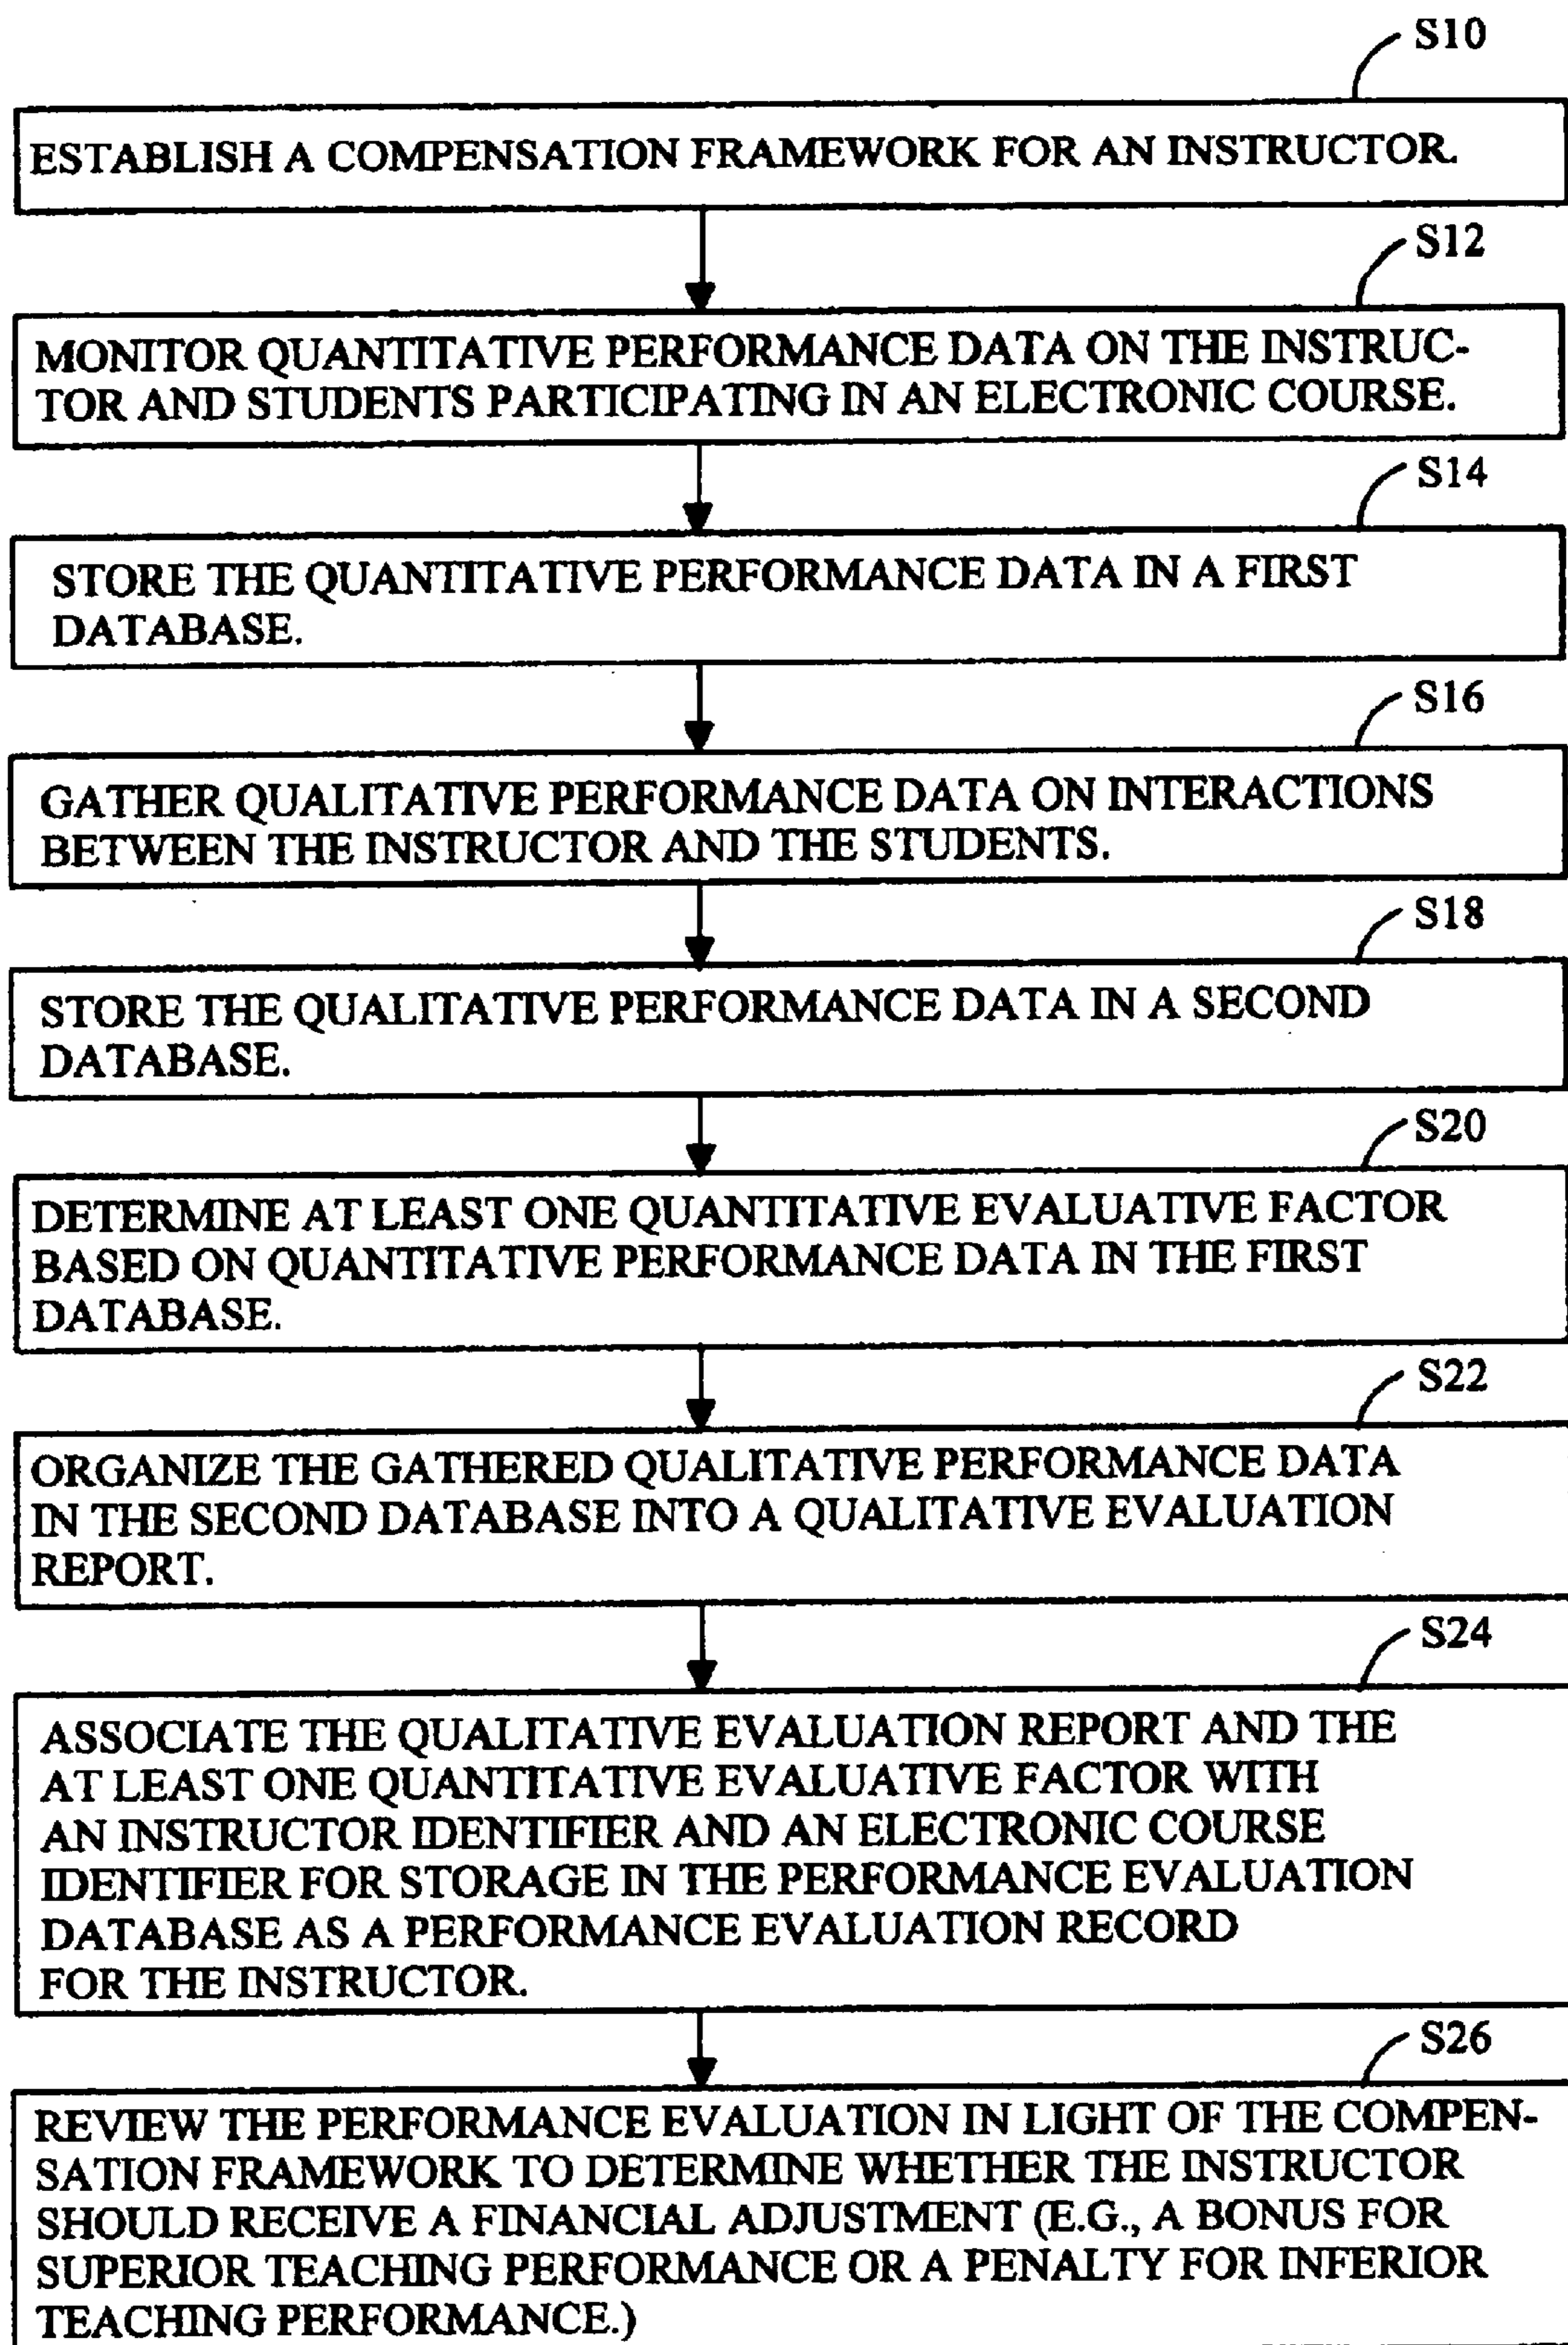 S10
ESTABLISH A COMPENSATION FRAMEWORK FOR AN INSTRUCTOR.
S12
MONITOR QUANTITATIVE PERFORMANCE DATA ON THE INSTRUC-
TOR AND STUDENTS PARTICIPATING IN AN ELECTRONIC COURSE.
S14
STORE THE QUANTITATIVE PERFORMANCE DATA IN A FIRST
DATABASE.
S16
GATHER QUALITATIVE PERFORMANCE DATA ON INTERACTIONS
BETWEEN THE INSTRUCTOR AND THE STUDENTS.
S18
STORE THE QUALITATIVE PERFORMANCE DATA IN A SECOND
DATABASE.
S20
DETERMINE AT LEAST ONE QUANTITATIVE EVALUATIVE FACTOR
BASED ON QUANTITATIVE PERFORMANCE DATA IN THE FIRST
DATABASE.
S22
ORGANIZE THE GATHERED QUALITATIVE PERFORMANCE DATA
IN THE SECOND DATABASE INTO A QUALITATIVE EVALUATION
REPORT.
S24
ASSOCIATE THE QUALITATIVE EVALUATION REPORT AND THE
AT LEAST ONE QUANTITATIVE EVALUATIVE FACTOR WITH
AN INSTRUCTOR IDENTIFIER AND AN ELECTRONIC COURSE
IDENTIFIER FOR STORAGE IN THE PERFORMANCE EVALUATION
DATABASE AS A PERFORMANCE EVALUATION RECORD
FOR THE INSTRUCTOR.
S26
REVIEW THE PERFORMANCE EVALUATION IN LIGHT OF THE COMPEN-
SATION FRAMEWORK TO DETERMINE WHETHER THE INSTRUCTOR
SHOULD RECEIVE A FINANCIAL ADJUSTMENT (E.G., A BONUS FOR
SUPERIOR TEACHING PERFORMANCE OR A PENALTY FOR INFERIOR
TEACHING PERFORMANCE.)